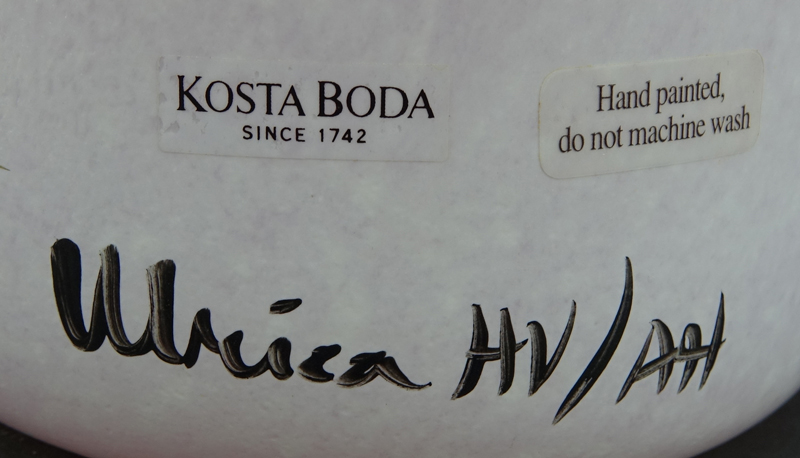 KOSTA BODA
SINCE 1742
Hand painted,
do not machine wash
Ulrica HV/AH